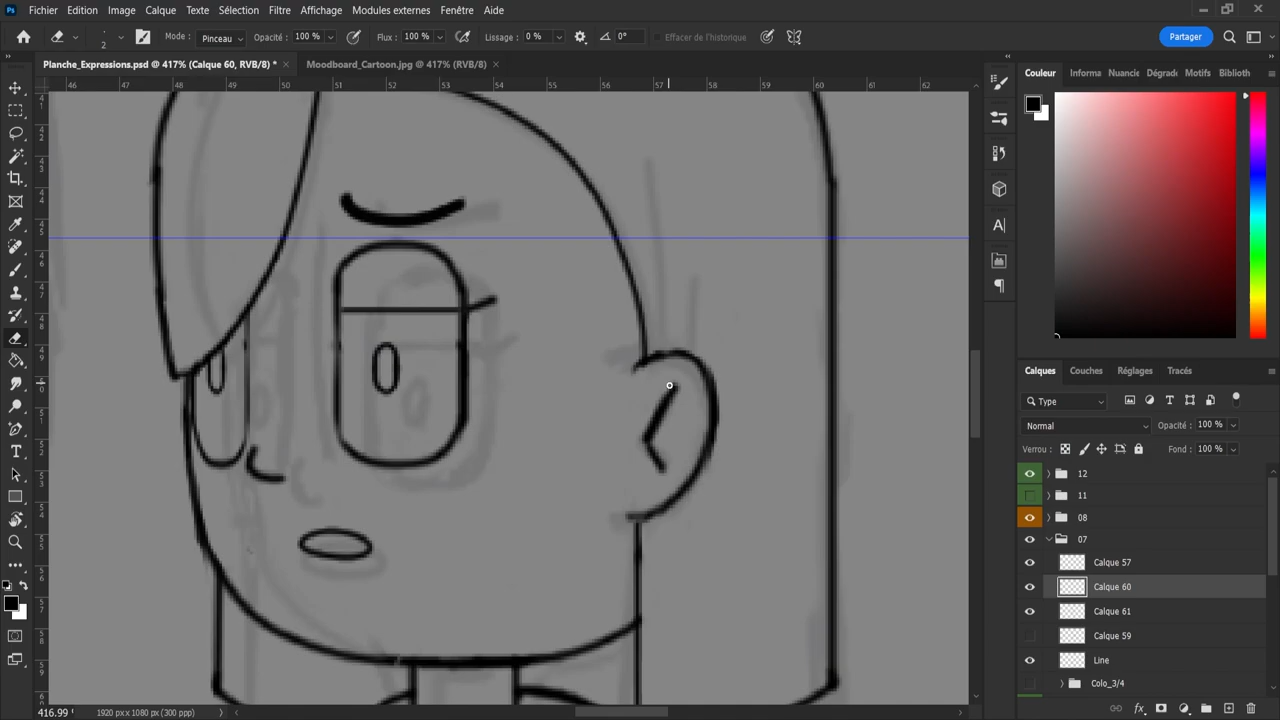 Ps Fichier Edition Image Calque Texte Sélection Filtre Affichage Modules externes Fenêtre Aide
2 Mode : Pinceau Opacité : 100 % Flux : 100 % Lissage : 0 % 0° Effacer de l'historique Partager
Planche_Expressions.psd @ 417% (Calque 60, RVB/8) * × Moodboard_Cartoon.jpg @ 417% (RVB/8) ×
46 47 48 49 50 51 52 53 54 55 56 57 58 59 60 61 62
Couleur Informa Nuancie Dégradé Motifs Biblioth
Calques Couches Réglages Tracés
Type
Normal Opacité : 100 %
Verrou : Fond : 100 %
12
11
08
07
Calque 57
Calque 60
Calque 61
Calque 59
Line
Colo_3/4
416.99 1920 px x 1080 px (300 ppp)